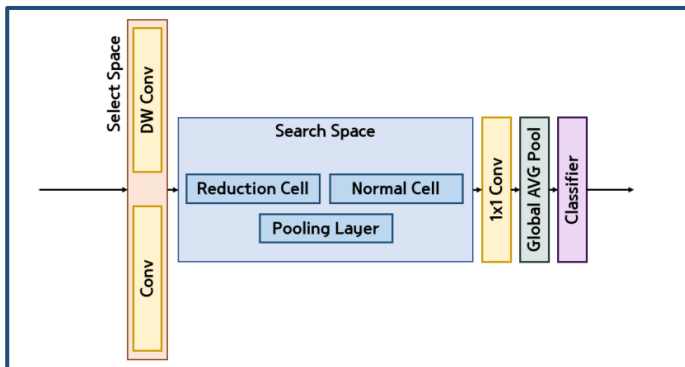 Select Space
DW Conv
Conv
Search Space
Reduction Cell
Normal Cell
Pooling Layer
1x1 Conv
Global AVG Pool
Classifier